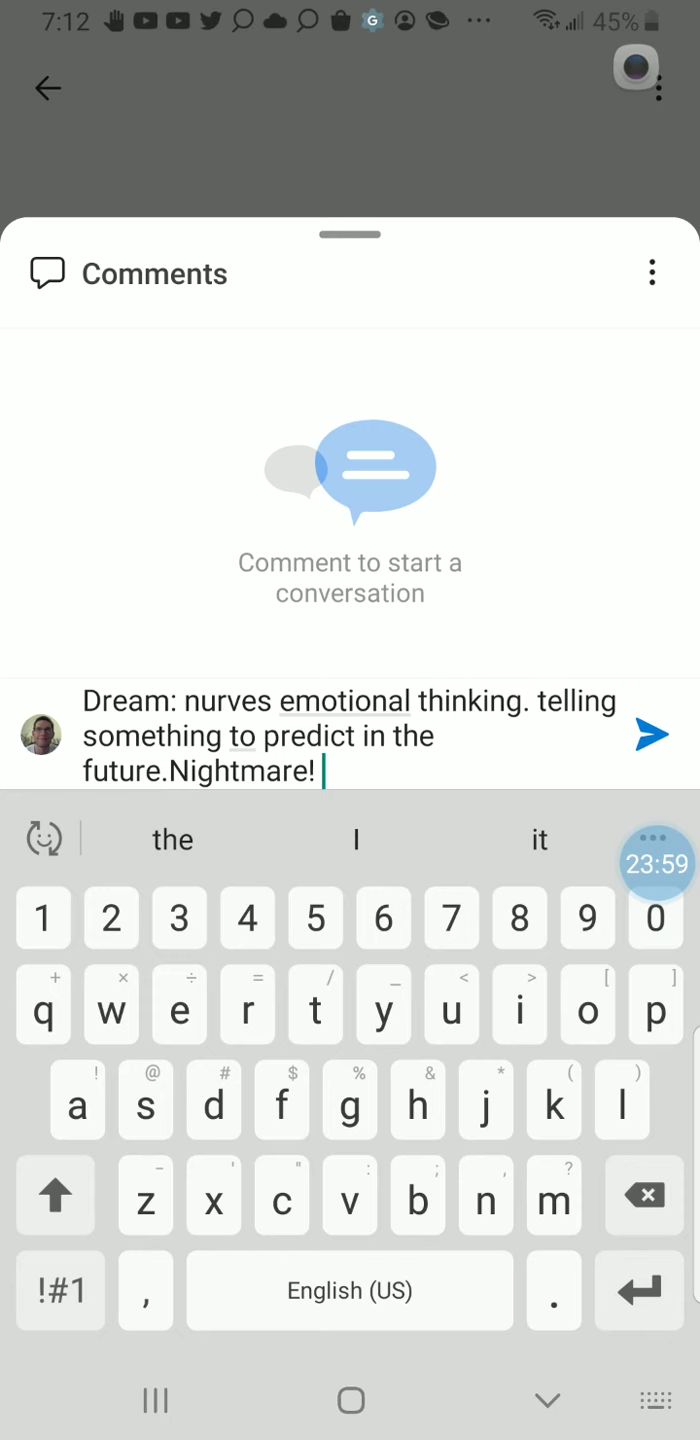 7:12 45%
Comments
Comment to start a
conversation
Dream: nurves emotional thinking. telling
something to predict in the
future.Nightmare!
the I it
23:59
1 2 3 4 5 6 7 8 9 0
+ × ÷ = / _ < > [ ]
q w e r t y u i o p
! @ # $ % & * ( )
a s d f g h j k l
- ' " : ; , ?
z x c v b n m
!#1 , English (US) .